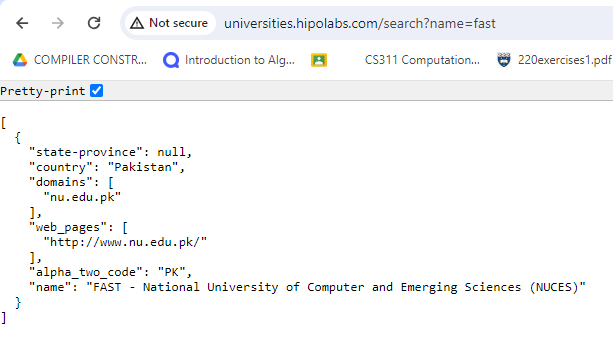 Not secure universities.hipolabs.com/search?name=fast
COMPILER CONSTR... Introduction to Alg... CS311 Computation... 220exercises1.pdf
Pretty-print
[
  {
    "state-province": null,
    "country": "Pakistan",
    "domains": [
      "nu.edu.pk"
    ],
    "web_pages": [
      "http://www.nu.edu.pk/"
    ],
    "alpha_two_code": "PK",
    "name": "FAST - National University of Computer and Emerging Sciences (NUCES)"
  }
]